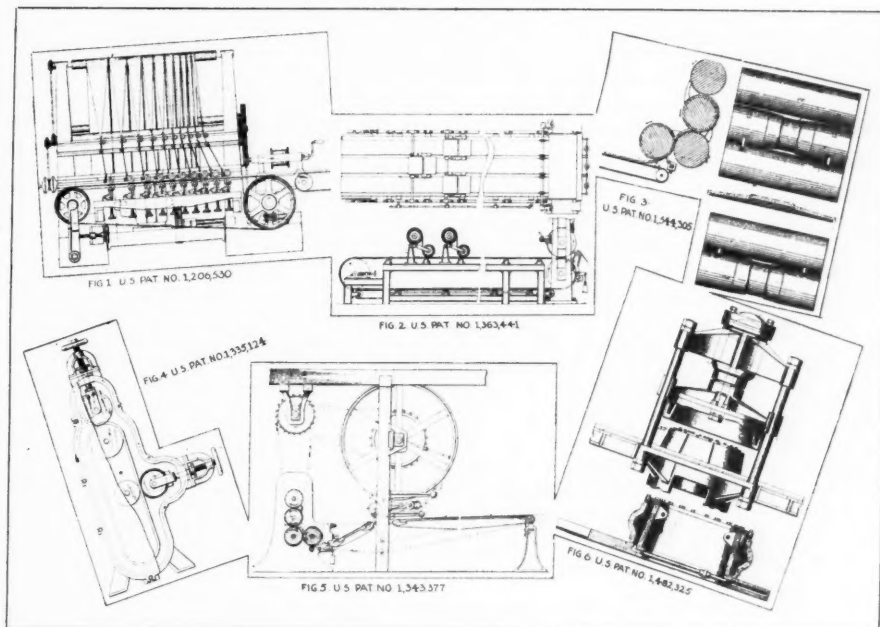 FIG 1. U.S. PAT NO. 1,206,530
FIG. 2. U.S. PAT. NO. 1,363,441
FIG 3.
U.S. PAT. NO. 1,344,305
FIG. 4 U.S. PAT. NO. 1,335,124
FIG. 5 U.S PAT NO. 1,343,377
FIG. 6 U.S. PAT. NO. 1,482,325